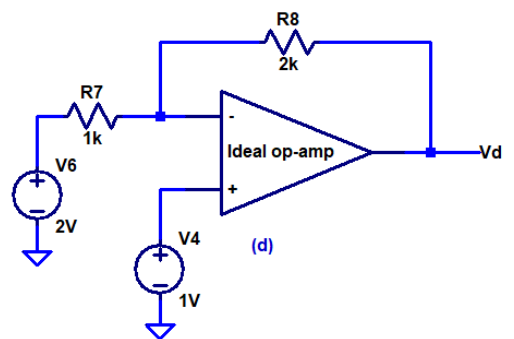 R8
2k
R7
1k
-
Ideal op-amp
Vd
V6
+
+
−
2V
V4
(d)
+
−
1V